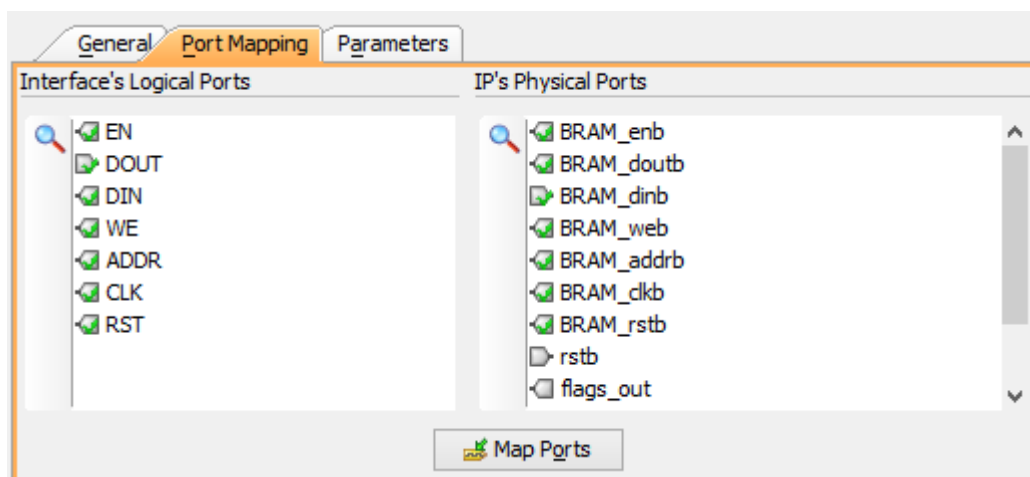 General Port Mapping Parameters
Interface's Logical Ports
EN
DOUT
DIN
WE
ADDR
CLK
RST
IP's Physical Ports
BRAM_enb
BRAM_doutb
BRAM_dinb
BRAM_web
BRAM_addrb
BRAM_clkb
BRAM_rstb
rstb
flags_out
Map Ports